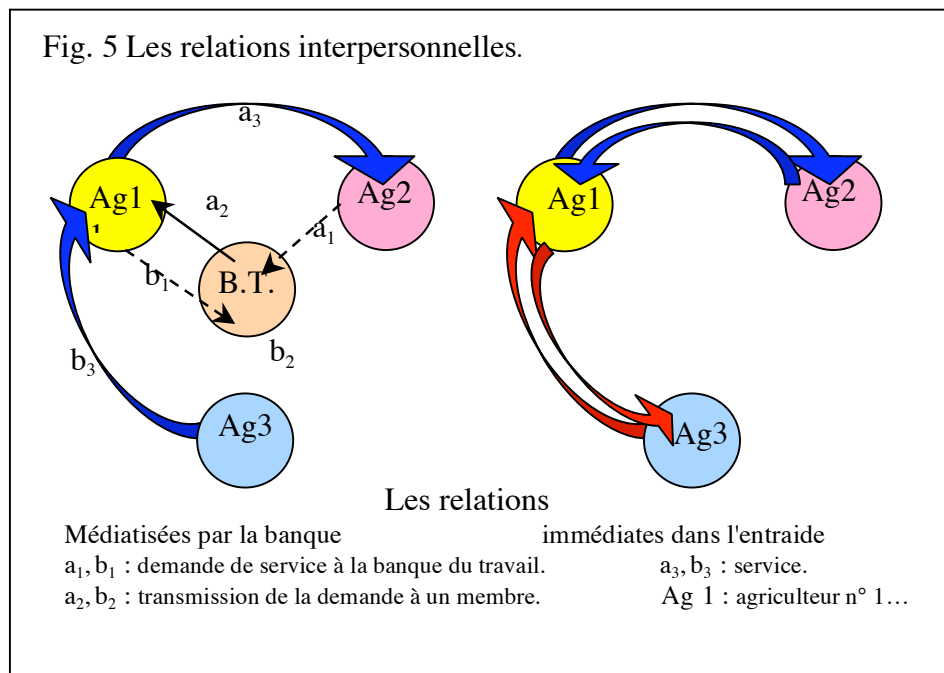 Fig. 5 Les relations interpersonnelles.
a₃
Ag1
1
a₂
Ag2
a₁
B.T.
b₁
b₂
b₃
Ag3
Ag1
Ag2
Ag3
Les relations
Médiatisées par la banque immédiates dans l'entraide
a₁, b₁ : demande de service à la banque du travail. a₃, b₃ : service.
a₂, b₂ : transmission de la demande à un membre. Ag 1 : agriculteur n° 1…